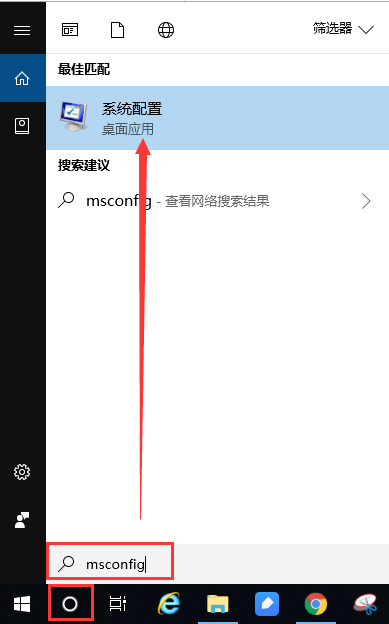 筛选器
最佳匹配
系统配置
桌面应用
搜索建议
msconfig - 查看网络搜索结果
msconfig